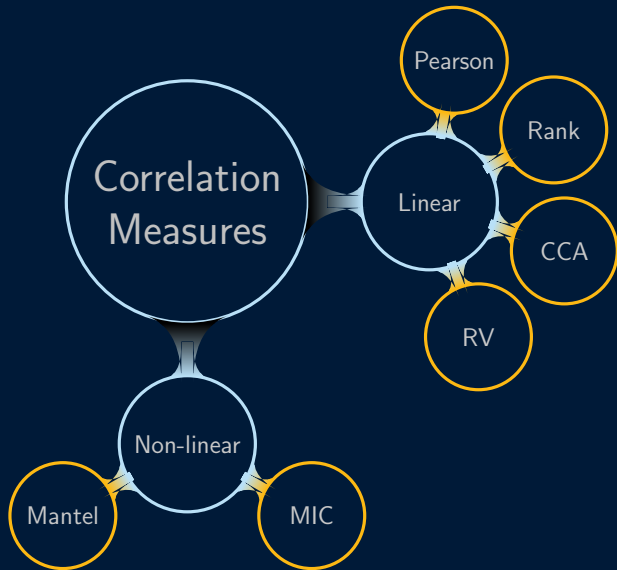 Pearson
Rank
Correlation
Measures
Linear
CCA
RV
Non-linear
Mantel
MIC